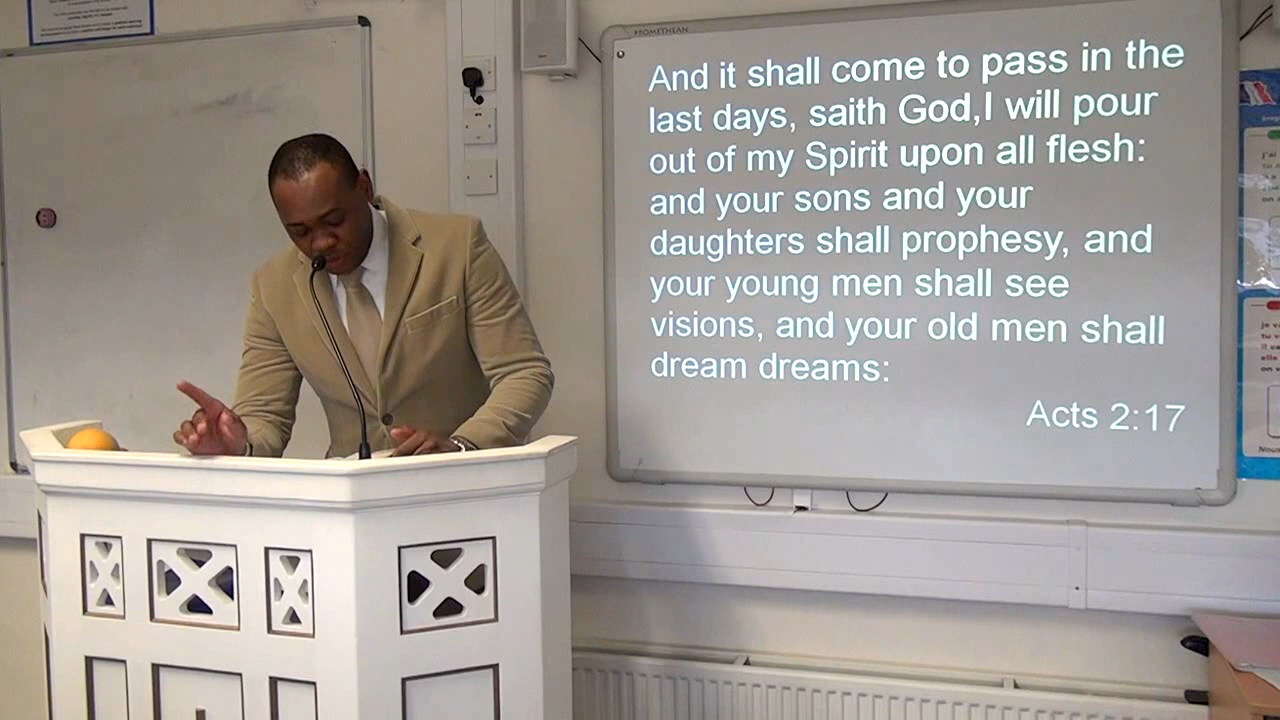 PROMETHEAN
And it shall come to pass in the
last days, saith God,I will pour
out of my Spirit upon all flesh:
and your sons and your
daughters shall prophesy, and
your young men shall see
visions, and your old men shall
dream dreams:
Acts 2:17
j'ai